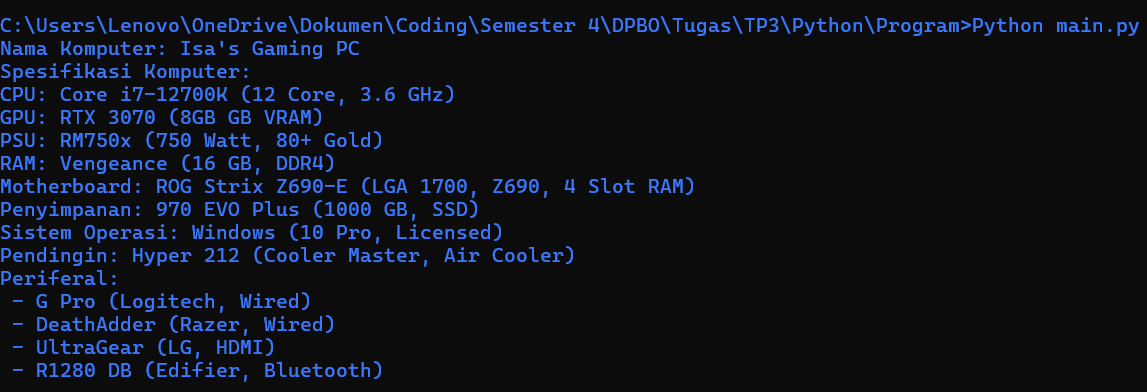 C:\Users\Lenovo\OneDrive\Dokumen\Coding\Semester 4\DPBO\Tugas\TP3\Python\Program>Python main.py
Nama Komputer: Isa's Gaming PC
Spesifikasi Komputer:
CPU: Core i7-12700K (12 Core, 3.6 GHz)
GPU: RTX 3070 (8GB GB VRAM)
PSU: RM750x (750 Watt, 80+ Gold)
RAM: Vengeance (16 GB, DDR4)
Motherboard: ROG Strix Z690-E (LGA 1700, Z690, 4 Slot RAM)
Penyimpanan: 970 EVO Plus (1000 GB, SSD)
Sistem Operasi: Windows (10 Pro, Licensed)
Pendingin: Hyper 212 (Cooler Master, Air Cooler)
Periferal:
 - G Pro (Logitech, Wired)
 - DeathAdder (Razer, Wired)
 - UltraGear (LG, HDMI)
 - R1280 DB (Edifier, Bluetooth)